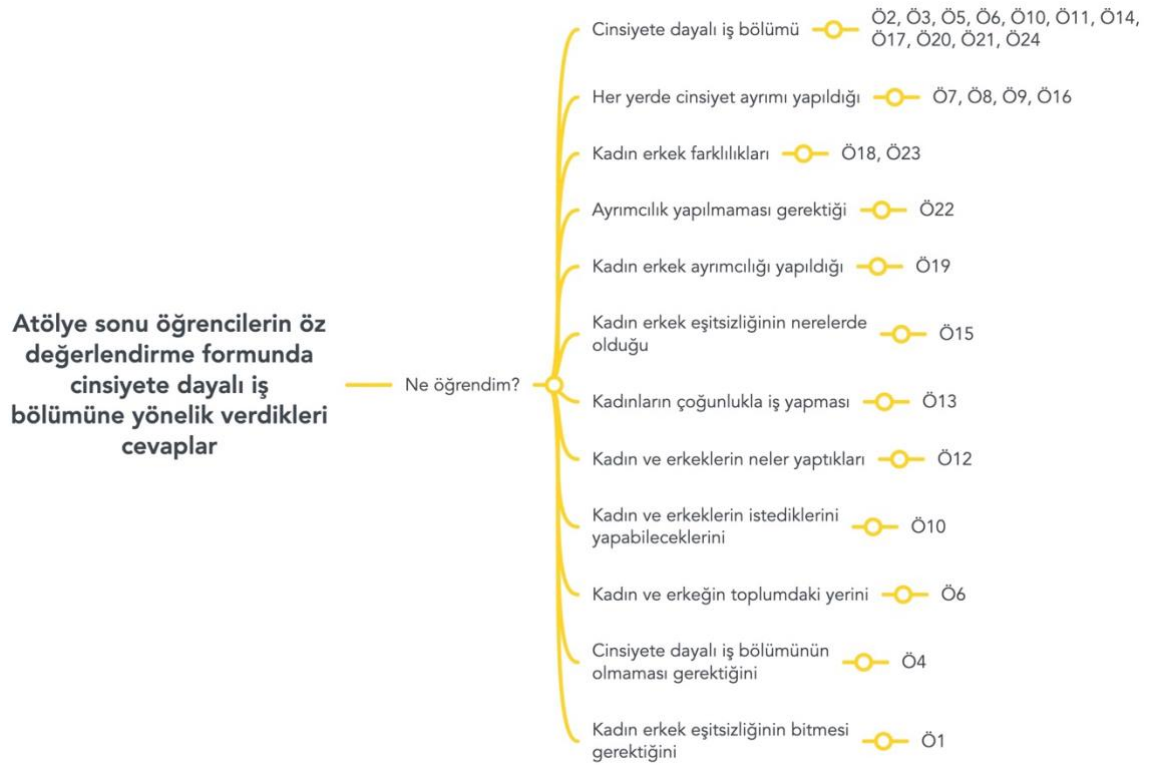 Atölye sonu öğrencilerin öz
değerlendirme formunda
cinsiyete dayalı iş
bölümüne yönelik verdikleri
cevaplar
Ne öğrendim?
Cinsiyete dayalı iş bölümü
Ö2, Ö3, Ö5, Ö6, Ö10, Ö11, Ö14,
Ö17, Ö20, Ö21, Ö24
Her yerde cinsiyet ayrımı yapıldığı
Ö7, Ö8, Ö9, Ö16
Kadın erkek farklılıkları
Ö18, Ö23
Ayrımcılık yapılmaması gerektiği
Ö22
Kadın erkek ayrımcılığı yapıldığı
Ö19
Kadın erkek eşitsizliğinin nerelerde
olduğu
Ö15
Kadınların çoğunlukla iş yapması
Ö13
Kadın ve erkeklerin neler yaptıkları
Ö12
Kadın ve erkeklerin istediklerini
yapabileceklerini
Ö10
Kadın ve erkeğin toplumdaki yerini
Ö6
Cinsiyete dayalı iş bölümünün
olmaması gerektiğini
Ö4
Kadın erkek eşitsizliğinin bitmesi
gerektiğini
Ö1